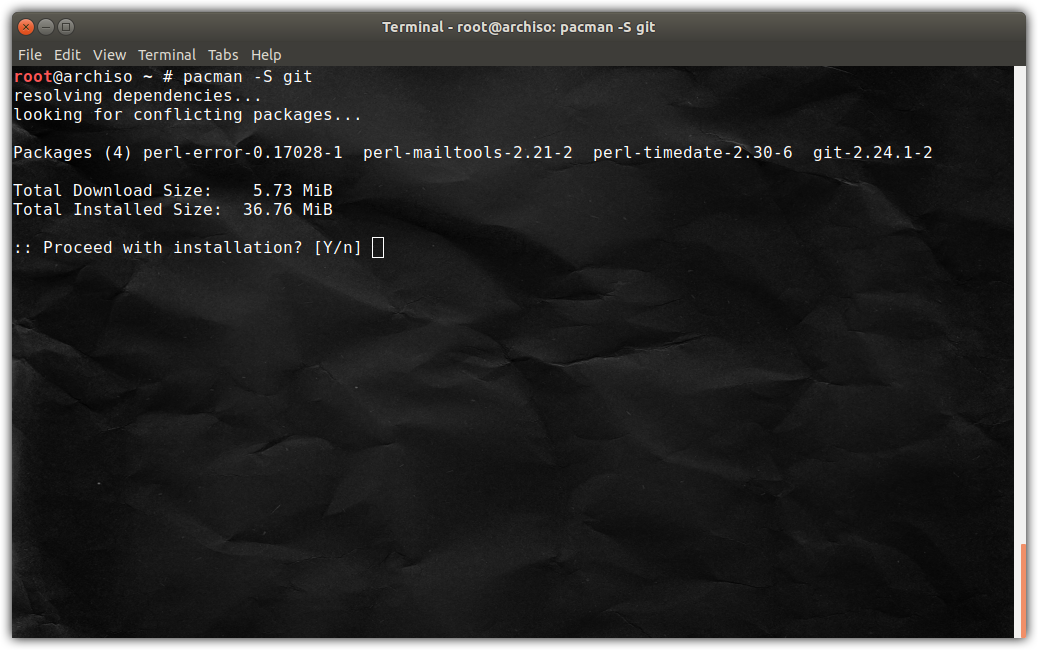 Terminal - root@archiso: pacman -S git
File Edit View Terminal Tabs Help
root@archiso ~ # pacman -S git
resolving dependencies...
looking for conflicting packages...
Packages (4) perl-error-0.17028-1  perl-mailtools-2.21-2  perl-timedate-2.30-6  git-2.24.1-2
Total Download Size:    5.73 MiB
Total Installed Size:  36.76 MiB
:: Proceed with installation? [Y/n]